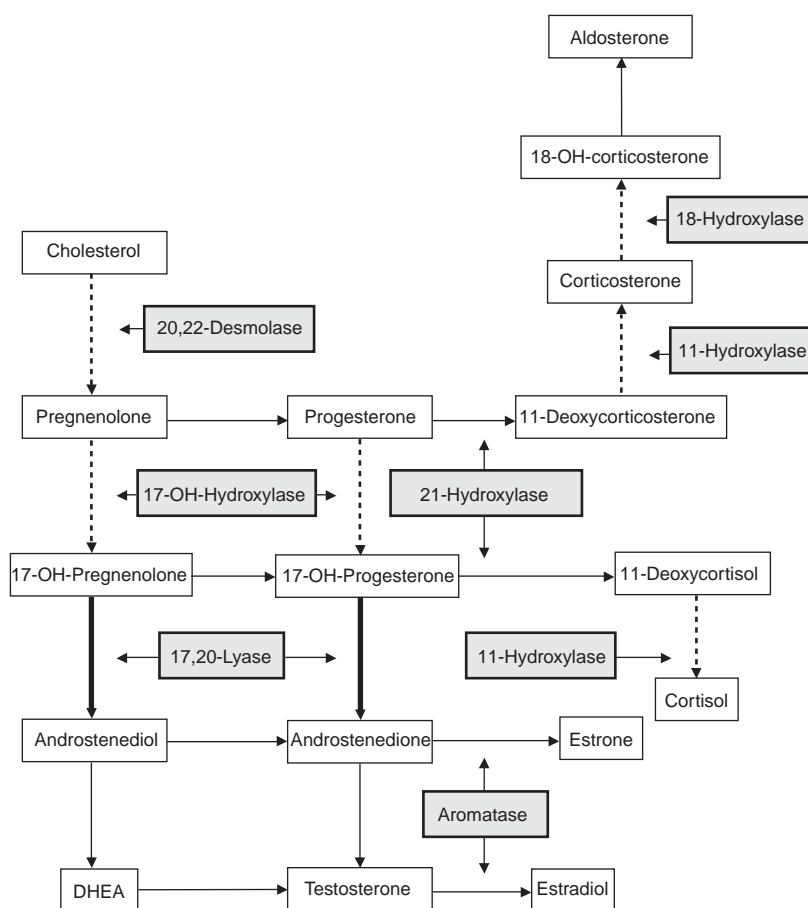 Aldosterone
18-OH-corticosterone
18-Hydroxylase
Cholesterol
Corticosterone
20,22-Desmolase
11-Hydroxylase
Pregnenolone
Progesterone
11-Deoxycorticosterone
17-OH-Hydroxylase
21-Hydroxylase
17-OH-Pregnenolone
17-OH-Progesterone
11-Deoxycortisol
17,20-Lyase
11-Hydroxylase
Cortisol
Androstenediol
Androstenedione
Estrone
Aromatase
DHEA
Testosterone
Estradiol